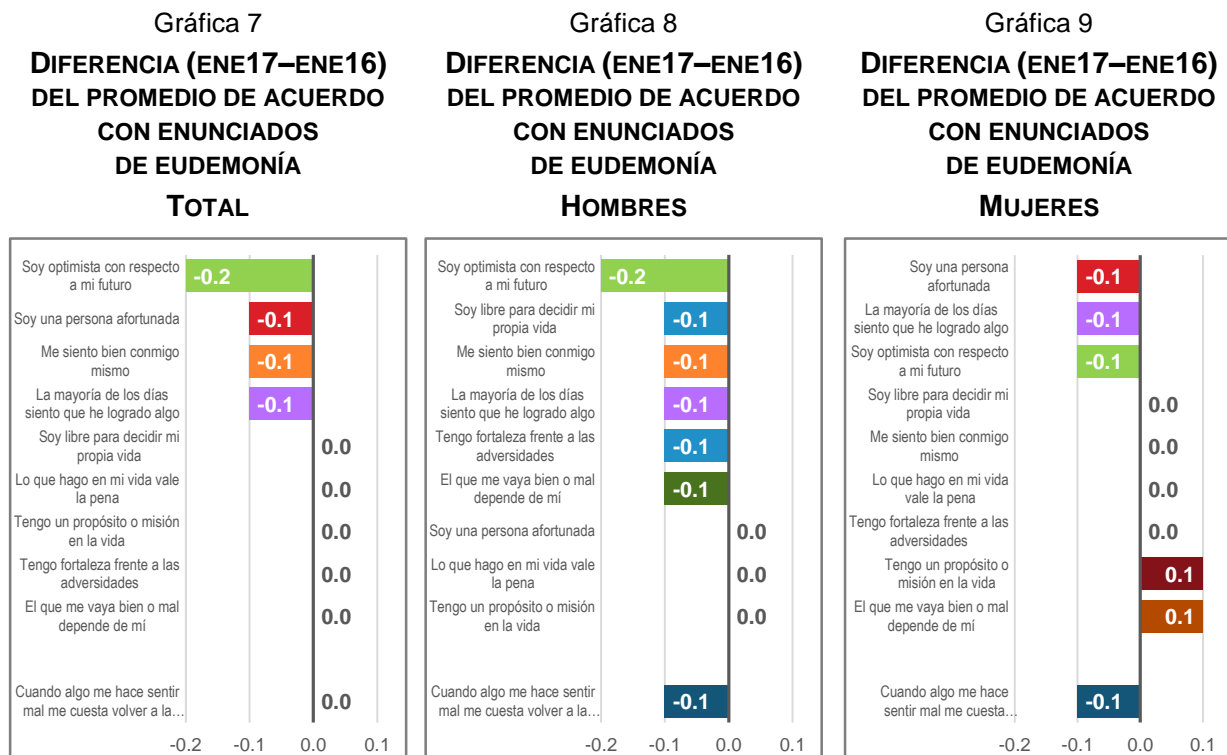 Gráfica 7
DIFERENCIA (ENE17–ENE16)
DEL PROMEDIO DE ACUERDO
CON ENUNCIADOS
DE EUDEMONÍA
TOTAL
Soy optimista con respecto
a mi futuro
-0.2
Soy una persona afortunada
-0.1
Me siento bien conmigo
mismo
-0.1
La mayoría de los días
siento que he logrado algo
-0.1
Soy libre para decidir mi
propia vida
0.0
Lo que hago en mi vida vale
la pena
0.0
Tengo un propósito o misión
en la vida
0.0
Tengo fortaleza frente a las
adversidades
0.0
El que me vaya bien o mal
depende de mí
0.0
Cuando algo me hace sentir
mal me cuesta volver a la…
0.0
-0.2 -0.1 0.0 0.1
Gráfica 8
DIFERENCIA (ENE17–ENE16)
DEL PROMEDIO DE ACUERDO
CON ENUNCIADOS
DE EUDEMONÍA
HOMBRES
Soy optimista con respecto
a mi futuro
-0.2
Soy libre para decidir mi
propia vida
-0.1
Me siento bien conmigo
mismo
-0.1
La mayoría de los días
siento que he logrado algo
-0.1
Tengo fortaleza frente a las
adversidades
-0.1
El que me vaya bien o mal
depende de mí
-0.1
Soy una persona afortunada
0.0
Lo que hago en mi vida vale
la pena
0.0
Tengo un propósito o misión
en la vida
0.0
Cuando algo me hace sentir
mal me cuesta volver a la…
-0.1
-0.2 -0.1 0.0 0.1
Gráfica 9
DIFERENCIA (ENE17–ENE16)
DEL PROMEDIO DE ACUERDO
CON ENUNCIADOS
DE EUDEMONÍA
MUJERES
Soy una persona
afortunada
-0.1
La mayoría de los días
siento que he logrado algo
-0.1
Soy optimista con respecto
a mi futuro
-0.1
Soy libre para decidir mi
propia vida
0.0
Me siento bien conmigo
mismo
0.0
Lo que hago en mi vida
vale la pena
0.0
Tengo fortaleza frente a las
adversidades
0.0
Tengo un propósito o
misión en la vida
0.1
El que me vaya bien o mal
depende de mí
0.1
Cuando algo me hace
sentir mal me cuesta…
-0.1
-0.2 -0.1 0.0 0.1